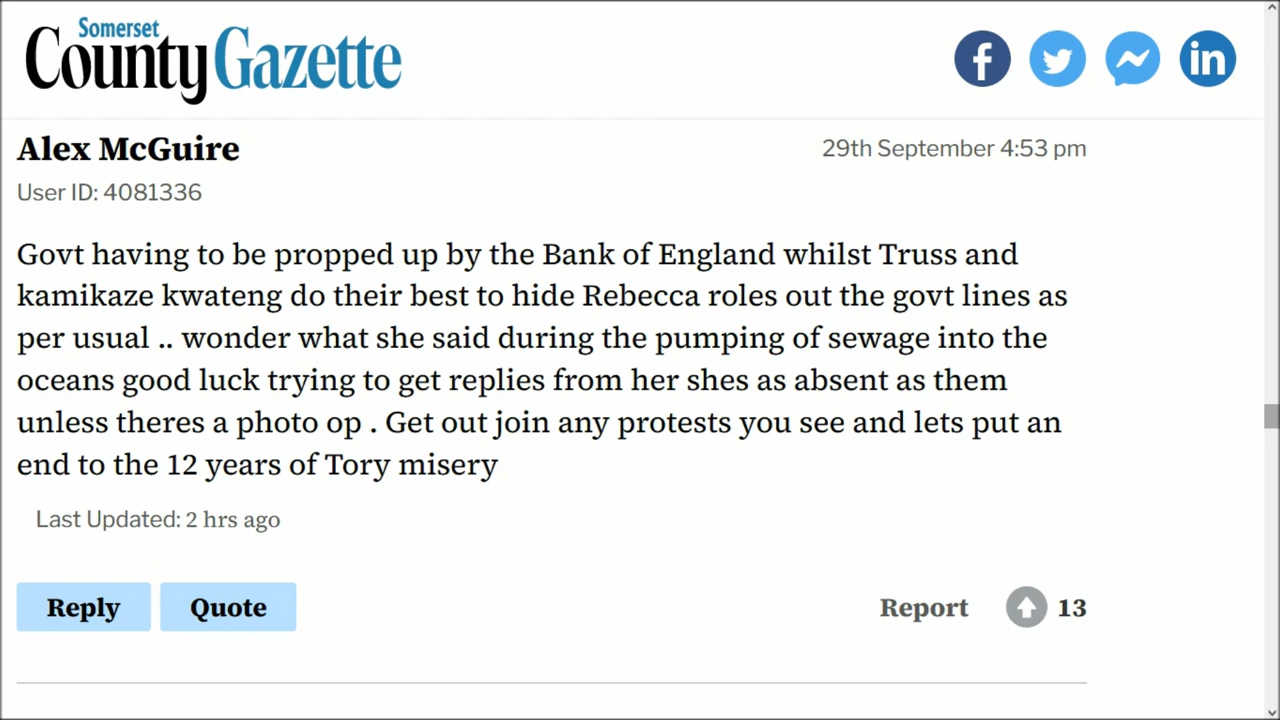 Somerset
County Gazette
Alex McGuire
29th September 4:53 pm
User ID: 4081336
Govt having to be propped up by the Bank of England whilst Truss and
kamikaze kwateng do their best to hide Rebecca roles out the govt lines as
per usual .. wonder what she said during the pumping of sewage into the
oceans good luck trying to get replies from her shes as absent as them
unless theres a photo op . Get out join any protests you see and lets put an
end to the 12 years of Tory misery
Last Updated: 2 hrs ago
Reply
Quote
Report
13